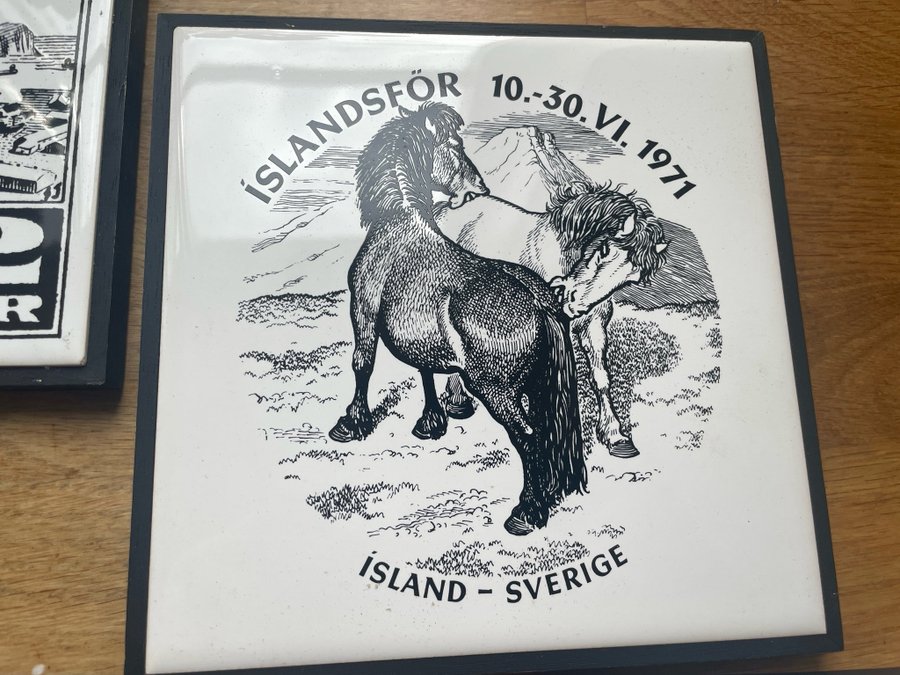 ÍSLANDSFÖR 10.-30. VI. 1971
ÍSLAND - SVERIGE
R